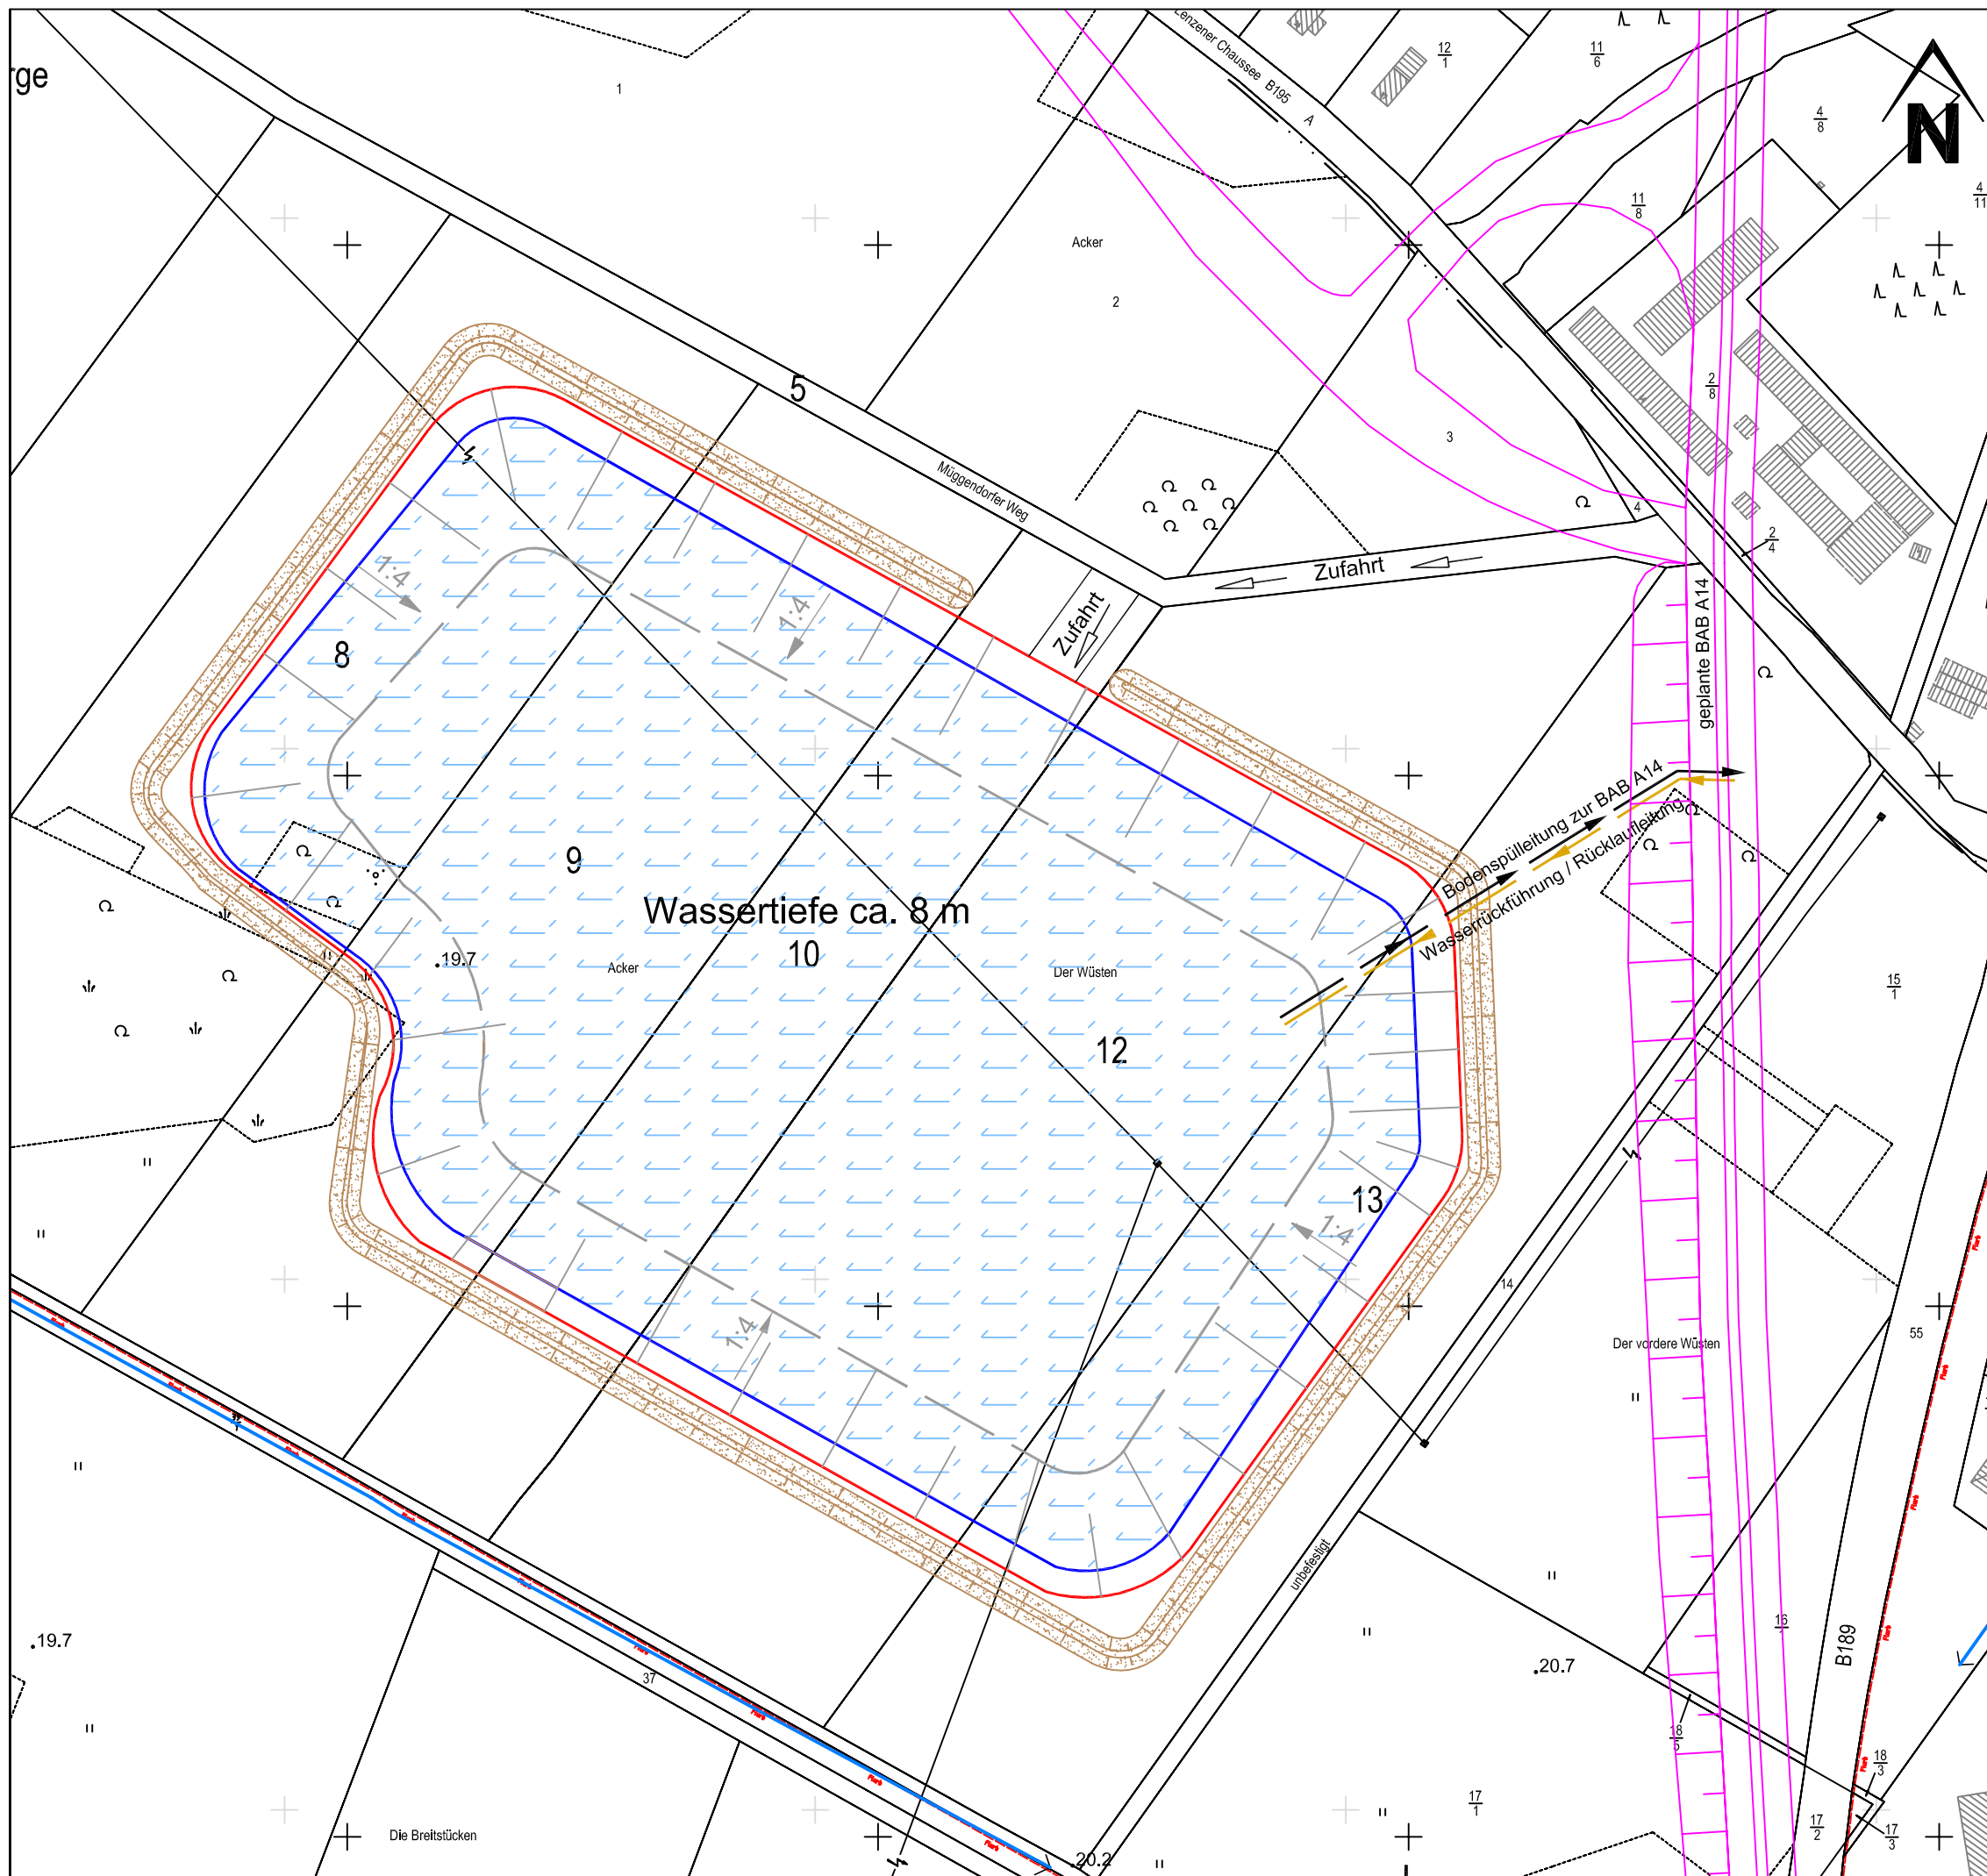 rge
1
Lenzener Chaussee B195
A
12
1
11
6
4
8
N
11
8
4
11
Acker
2
5
2
8
3
Müggendorfer Weg
4
2
4
Zufahrt
Zufahrt
geplante BAB A14
1:4
1:4
8
9
Wassertiefe ca. 8 m
10
.19.7
Acker
Der Wüsten
Bodenspülleitung zur BAB A14
Wasserrückführung / Rücklaufleitung
15
1
12
13
1:4
14
1:4
Der vordere Wüsten
55
unbefestigt
16
B189
.19.7
37
.20.7
18
5
18
3
17
1
17
2
17
3
Die Breitstücken
.20.2